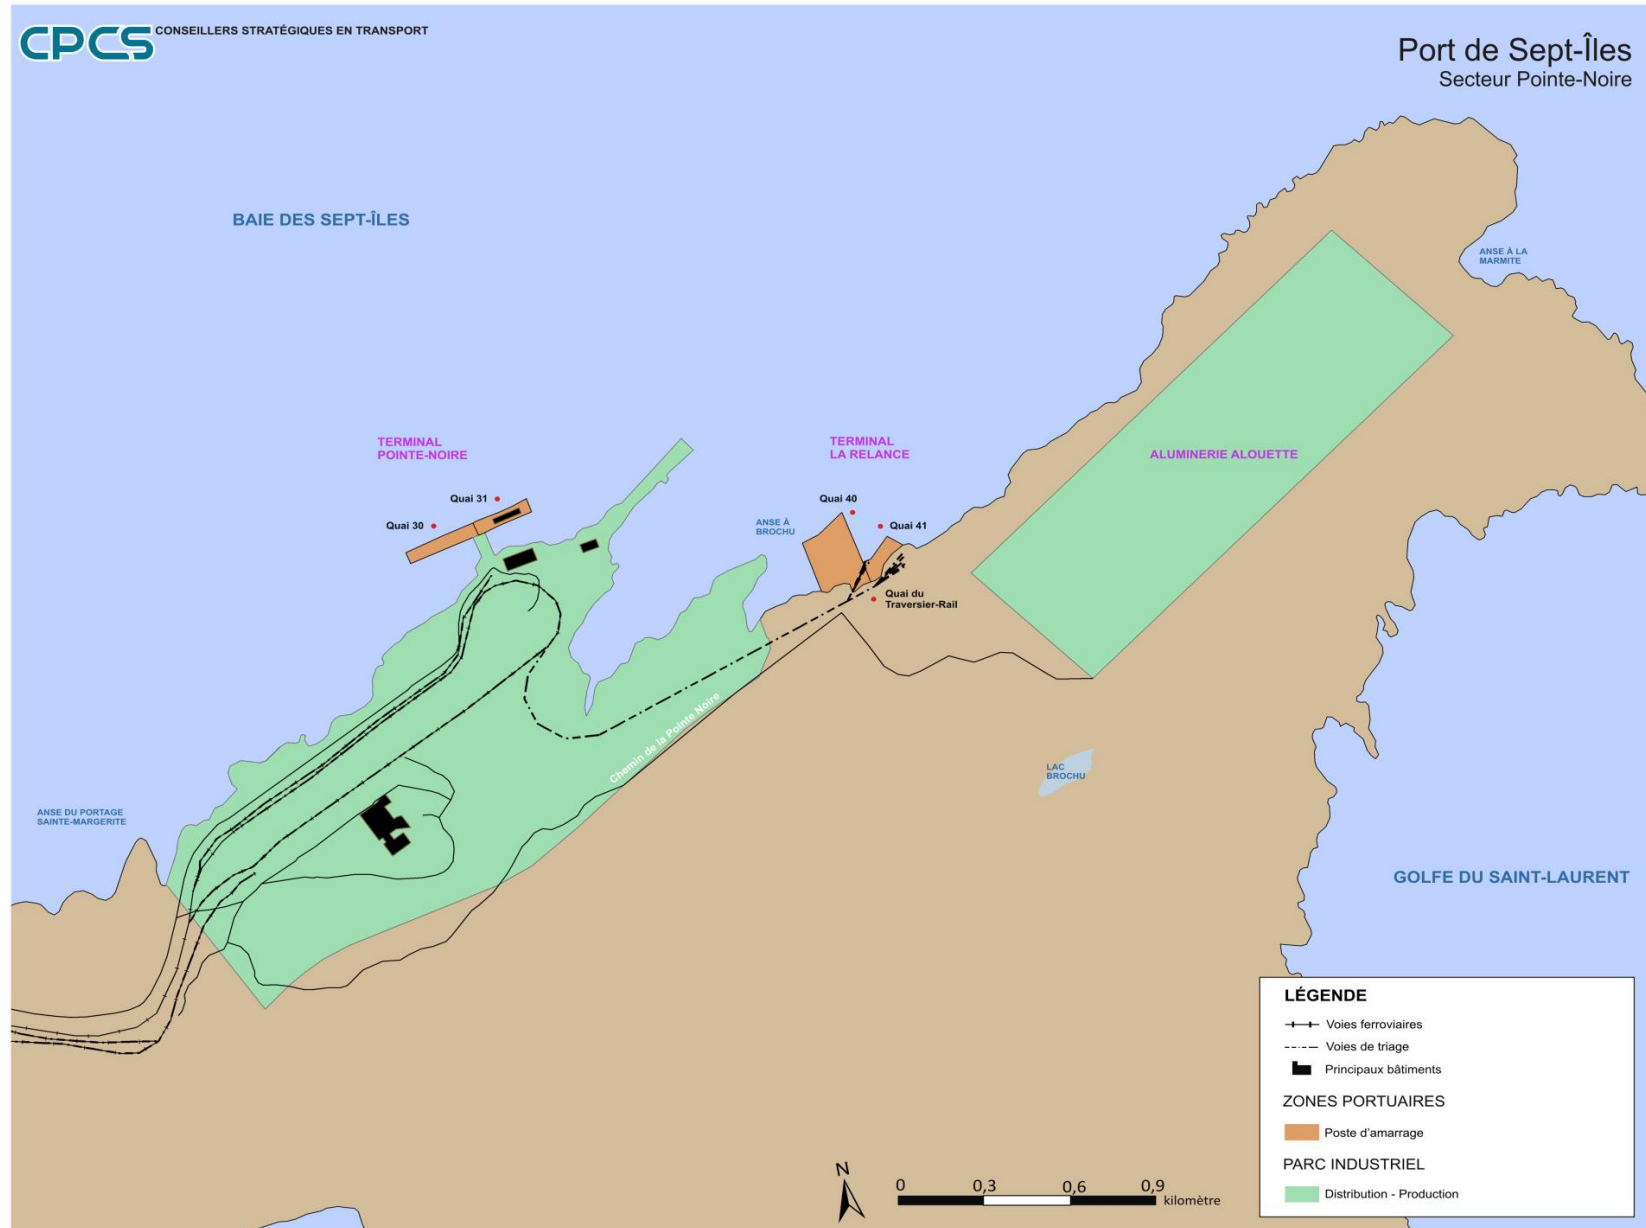 CPCS CONSEILLERS STRATÉGIQUES EN TRANSPORT
Port de Sept-Îles
Secteur Pointe-Noire
BAIE DES SEPT-ÎLES
ANSE À LA
MARMITE
TERMINAL
POINTE-NOIRE
TERMINAL
LA RELANCE
ALUMINERIE ALOUETTE
Quai 31
Quai 30
Quai 40
ANSE À
BROCHU
Quai 41
Quai du
Traversier-Rail
Chemin de la Pointe Noire
LAC
BROCHU
ANSE DU PORTAGE
SAINTE-MARGERITE
GOLFE DU SAINT-LAURENT
LÉGENDE
Voies ferroviaires
Voies de triage
Principaux bâtiments
ZONES PORTUAIRES
Poste d'amarrage
PARC INDUSTRIEL
Distribution - Production
N
0 0,3 0,6 0,9
kilomètre